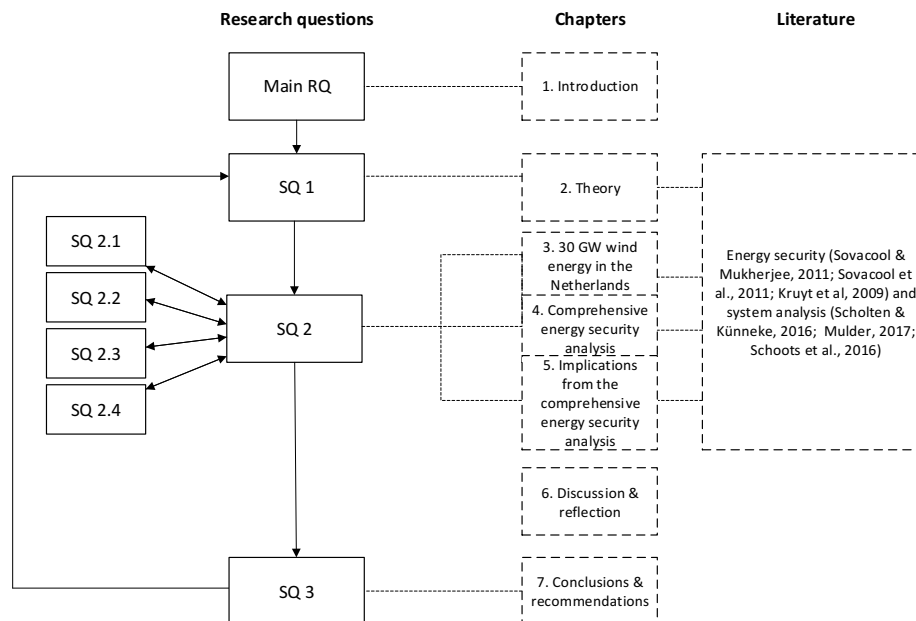 Research questions
Chapters
Literature
Main RQ
1. Introduction
SQ 1
2. Theory
SQ 2.1
SQ 2.2
SQ 2.3
SQ 2.4
SQ 2
3. 30 GW wind
energy in the
Netherlands
4. Comprehensive
energy security
analysis
5. Implications
from the
comprehensive
energy security
analysis
Energy security (Sovacool &
Mukherjee, 2011; Sovacool et
al., 2011; Kruyt et al, 2009) and
system analysis (Scholten &
Künneke, 2016; Mulder, 2017;
Schoots et al., 2016)
6. Discussion &
reflection
SQ 3
7. Conclusions &
recommendations